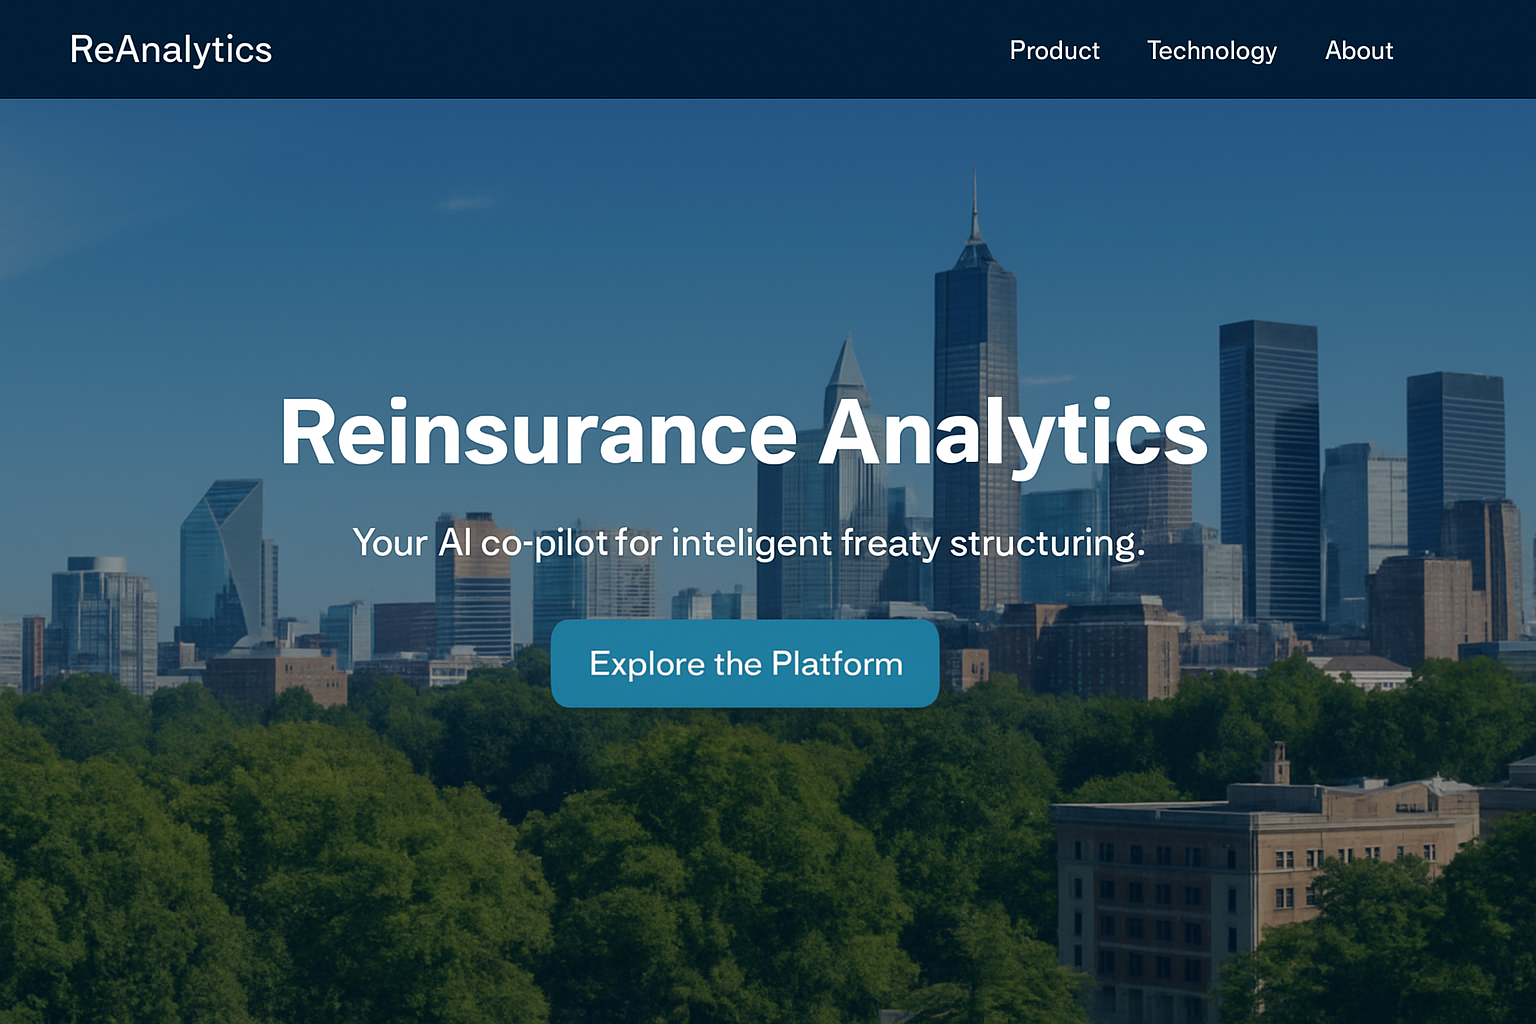 ReAnalytics
Product Technology About
Reinsurance Analytics
Your AI co-pilot for inteligent freaty structuring.
Explore the Platform